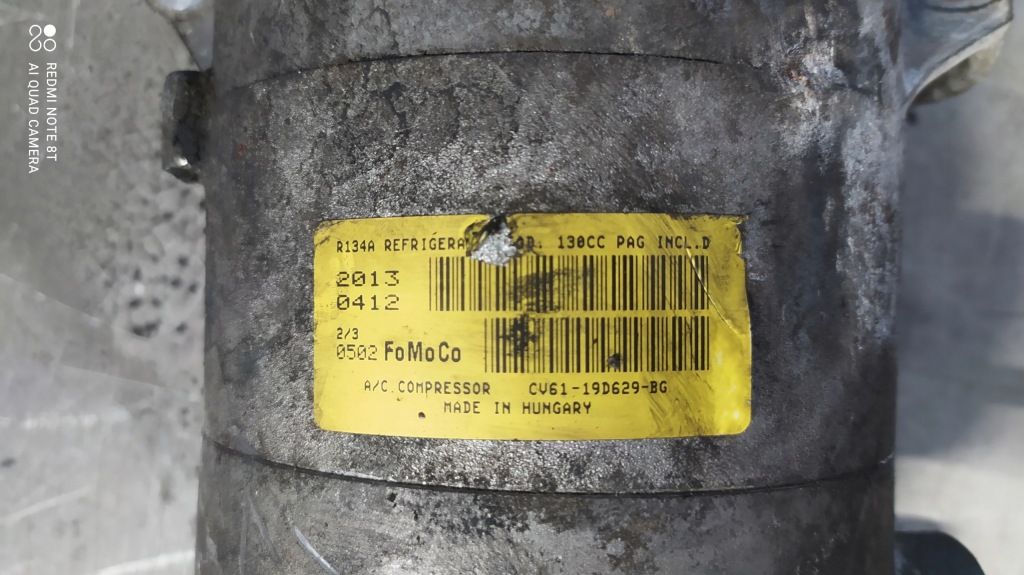 R134A REFRIGERA OD. 130CC PAG INCL.D
2013
0412
2/3
0502 FoMoCo
A/C.COMPRESSOR CV61-19D629-BG
MADE IN HUNGARY
REDMI NOTE 8T
AI QUAD CAMERA